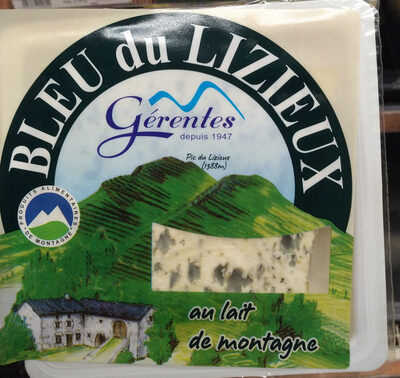 BLEU du LIZIEUX
Gérentes
depuis 1947
Pic du Lizieux
(1388m)
PRODUITS ALIMENTAIRES
DE MONTAGNE
au lait
de montagne